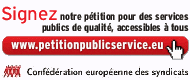 Signez notre pétition pour des services
publics de qualité, accessibles à tous
www.petitionpublicservice.eu
Confédération européenne des syndicats